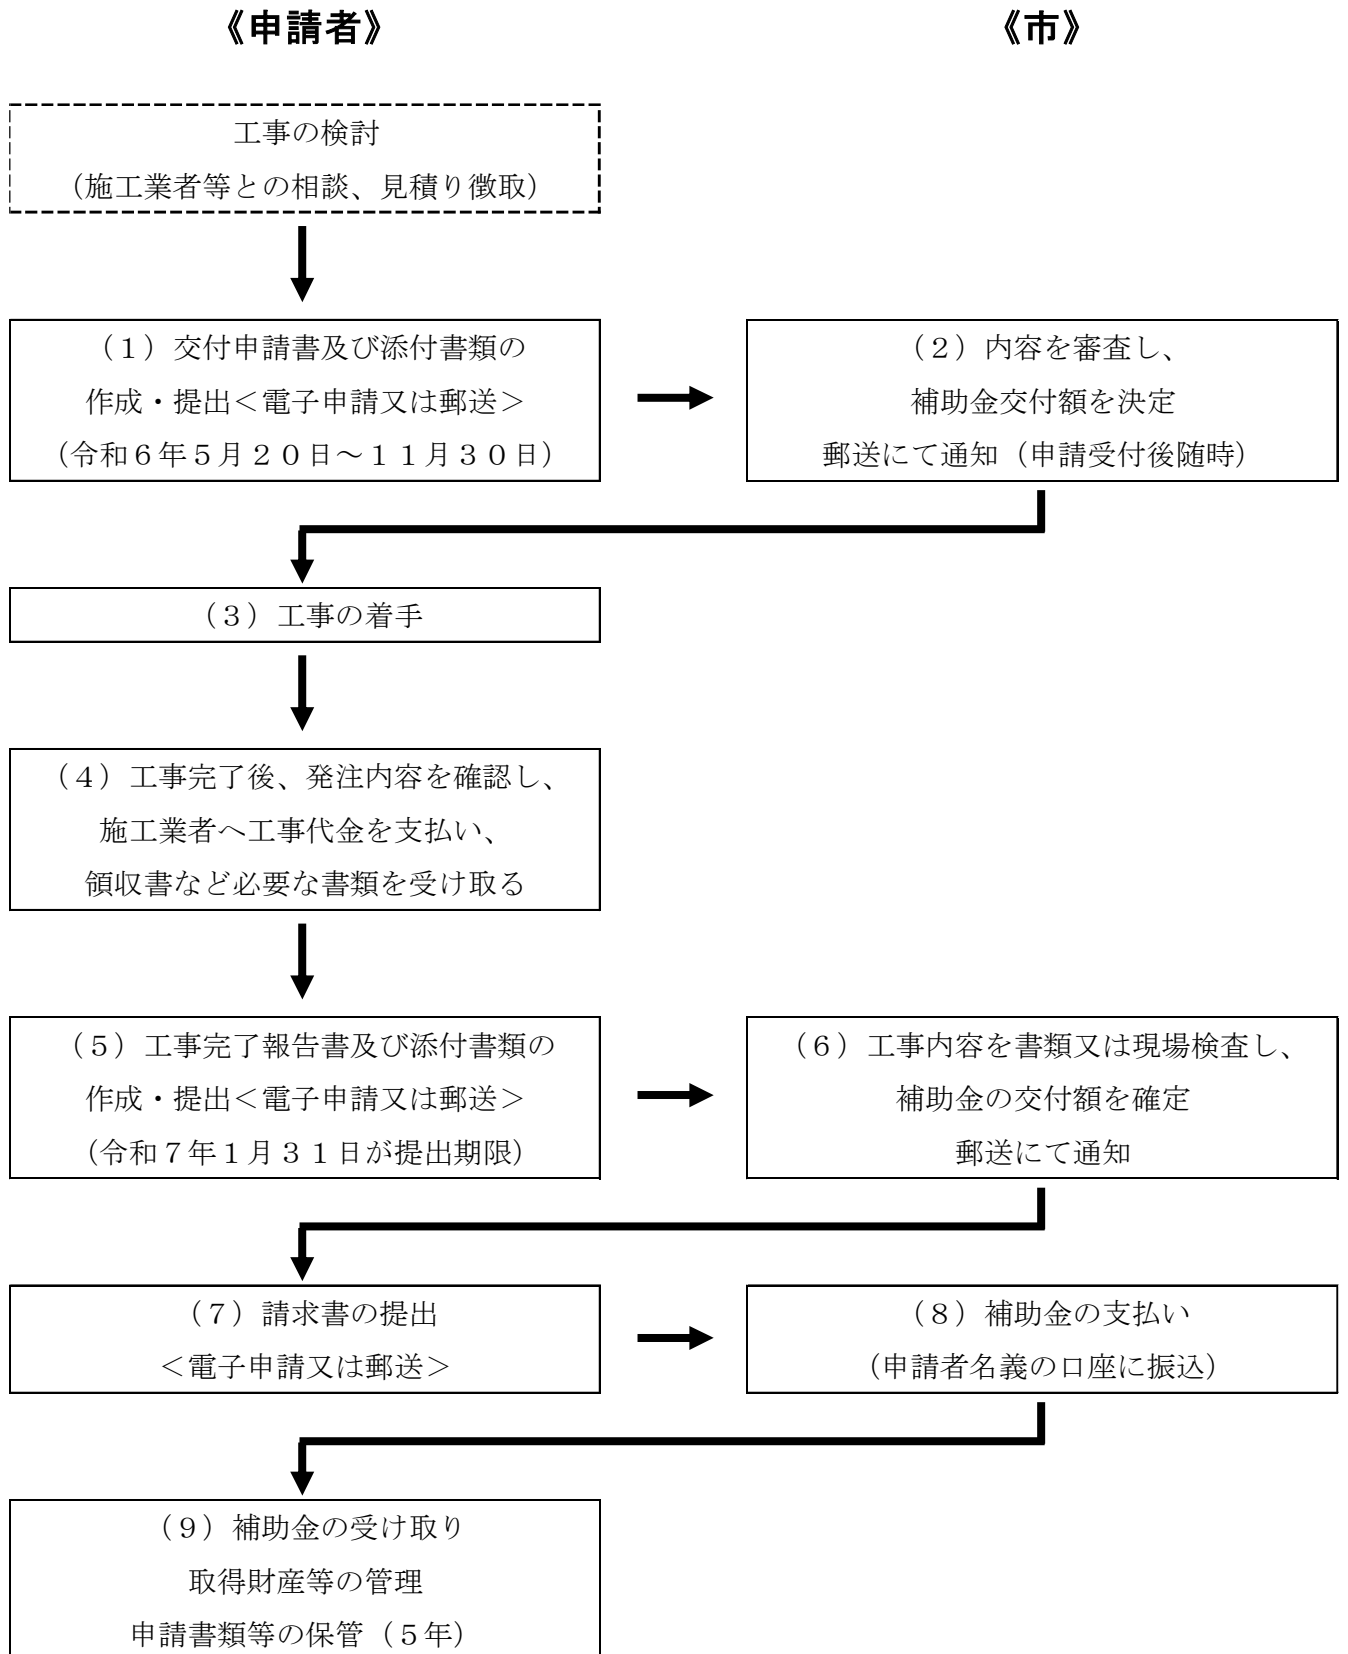 《申請者》
《市》
工事の検討
（施工業者等との相談、見積り徴取）
（１）交付申請書及び添付書類の
作成・提出＜電子申請又は郵送＞
（令和６年５月２０日～１１月３０日）
（２）内容を審査し、
補助金交付額を決定
郵送にて通知（申請受付後随時）
（３）工事の着手
（４）工事完了後、発注内容を確認し、
施工業者へ工事代金を支払い、
領収書など必要な書類を受け取る
（５）工事完了報告書及び添付書類の
作成・提出＜電子申請又は郵送＞
（令和７年１月３１日が提出期限）
（６）工事内容を書類又は現場検査し、
補助金の交付額を確定
郵送にて通知
（７）請求書の提出
＜電子申請又は郵送＞
（８）補助金の支払い
（申請者名義の口座に振込）
（９）補助金の受け取り
取得財産等の管理
申請書類等の保管（５年）